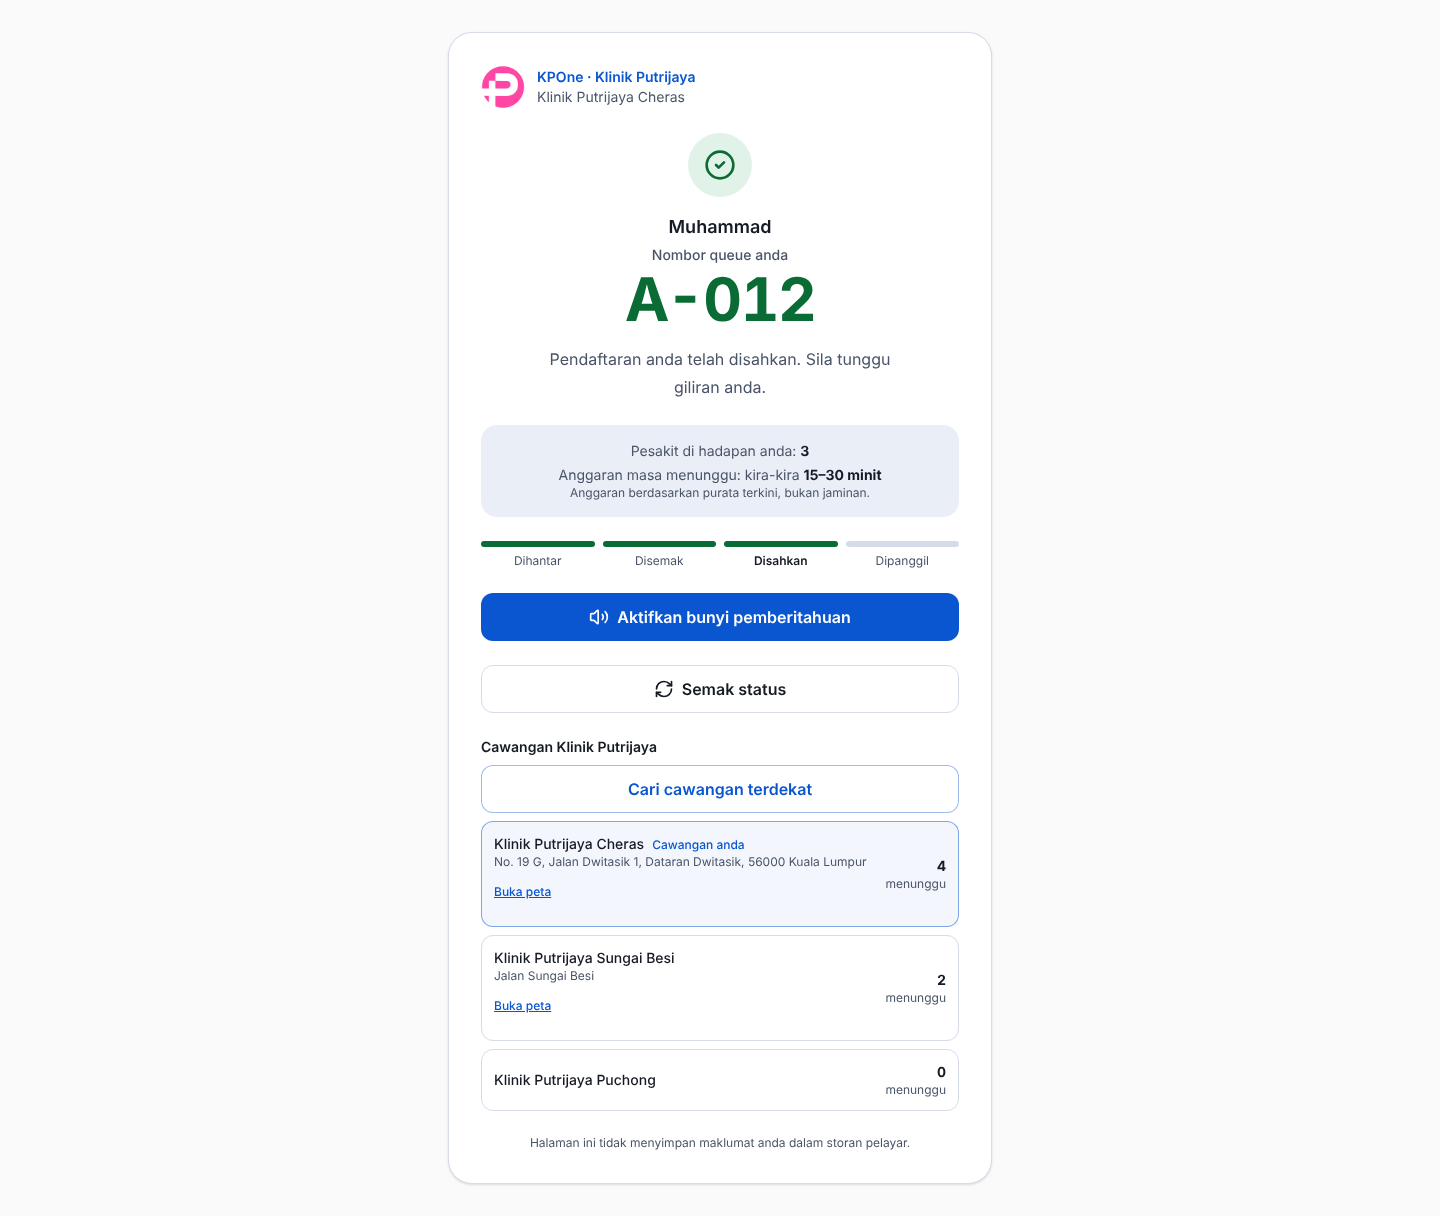 KPOne · Klinik Putrijaya
Klinik Putrijaya Cheras
Muhammad
Nombor queue anda
A-012
Pendaftaran anda telah disahkan. Sila tunggu
giliran anda.
Pesakit di hadapan anda: 3
Anggaran masa menunggu: kira-kira 15–30 minit
Anggaran berdasarkan purata terkini, bukan jaminan.
Dihantar
Disemak
Disahkan
Dipanggil
Aktifkan bunyi pemberitahuan
Semak status
Cawangan Klinik Putrijaya
Cari cawangan terdekat
Klinik Putrijaya Cheras Cawangan anda
No. 19 G, Jalan Dwitasik 1, Dataran Dwitasik, 56000 Kuala Lumpur
Buka peta
4
menunggu
Klinik Putrijaya Sungai Besi
Jalan Sungai Besi
Buka peta
2
menunggu
Klinik Putrijaya Puchong
0
menunggu
Halaman ini tidak menyimpan maklumat anda dalam storan pelayar.